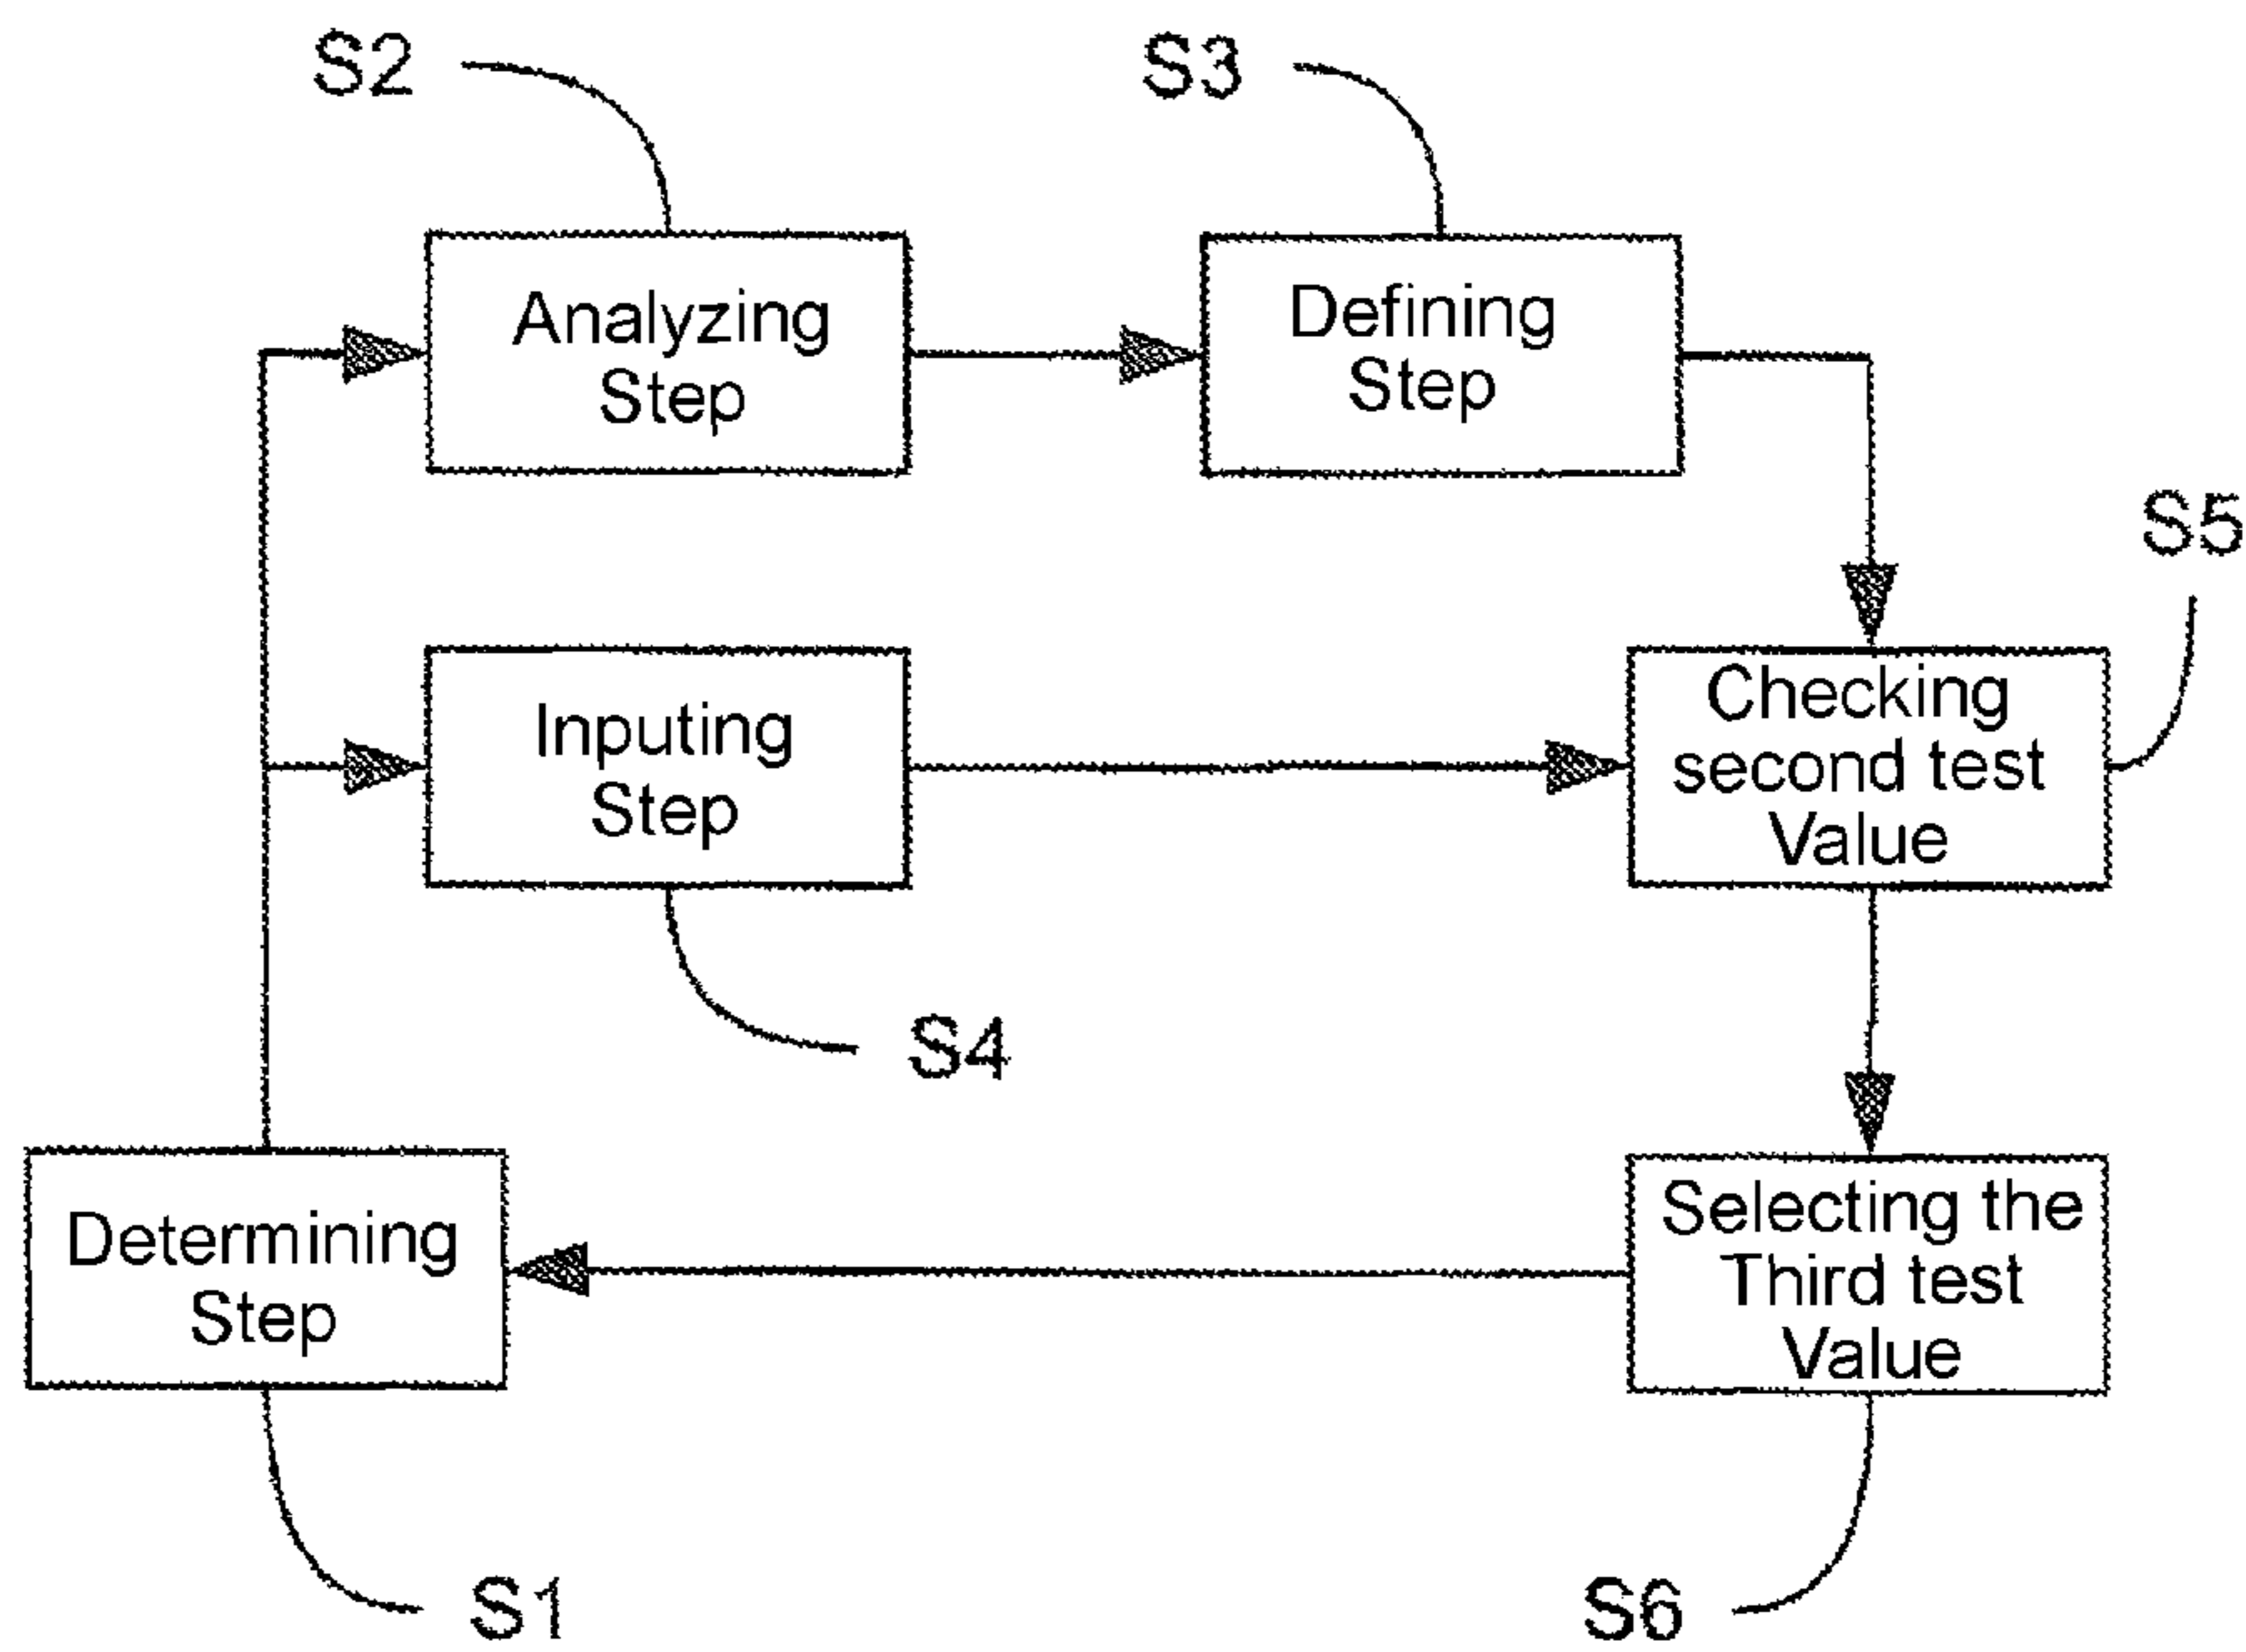 S2
S3
Analyzing
Step
Defining
Step
S5
Inputing
Step
Checking
second test
Value
S4
Determining
Step
Selecting the
Third test
Value
S1
S6